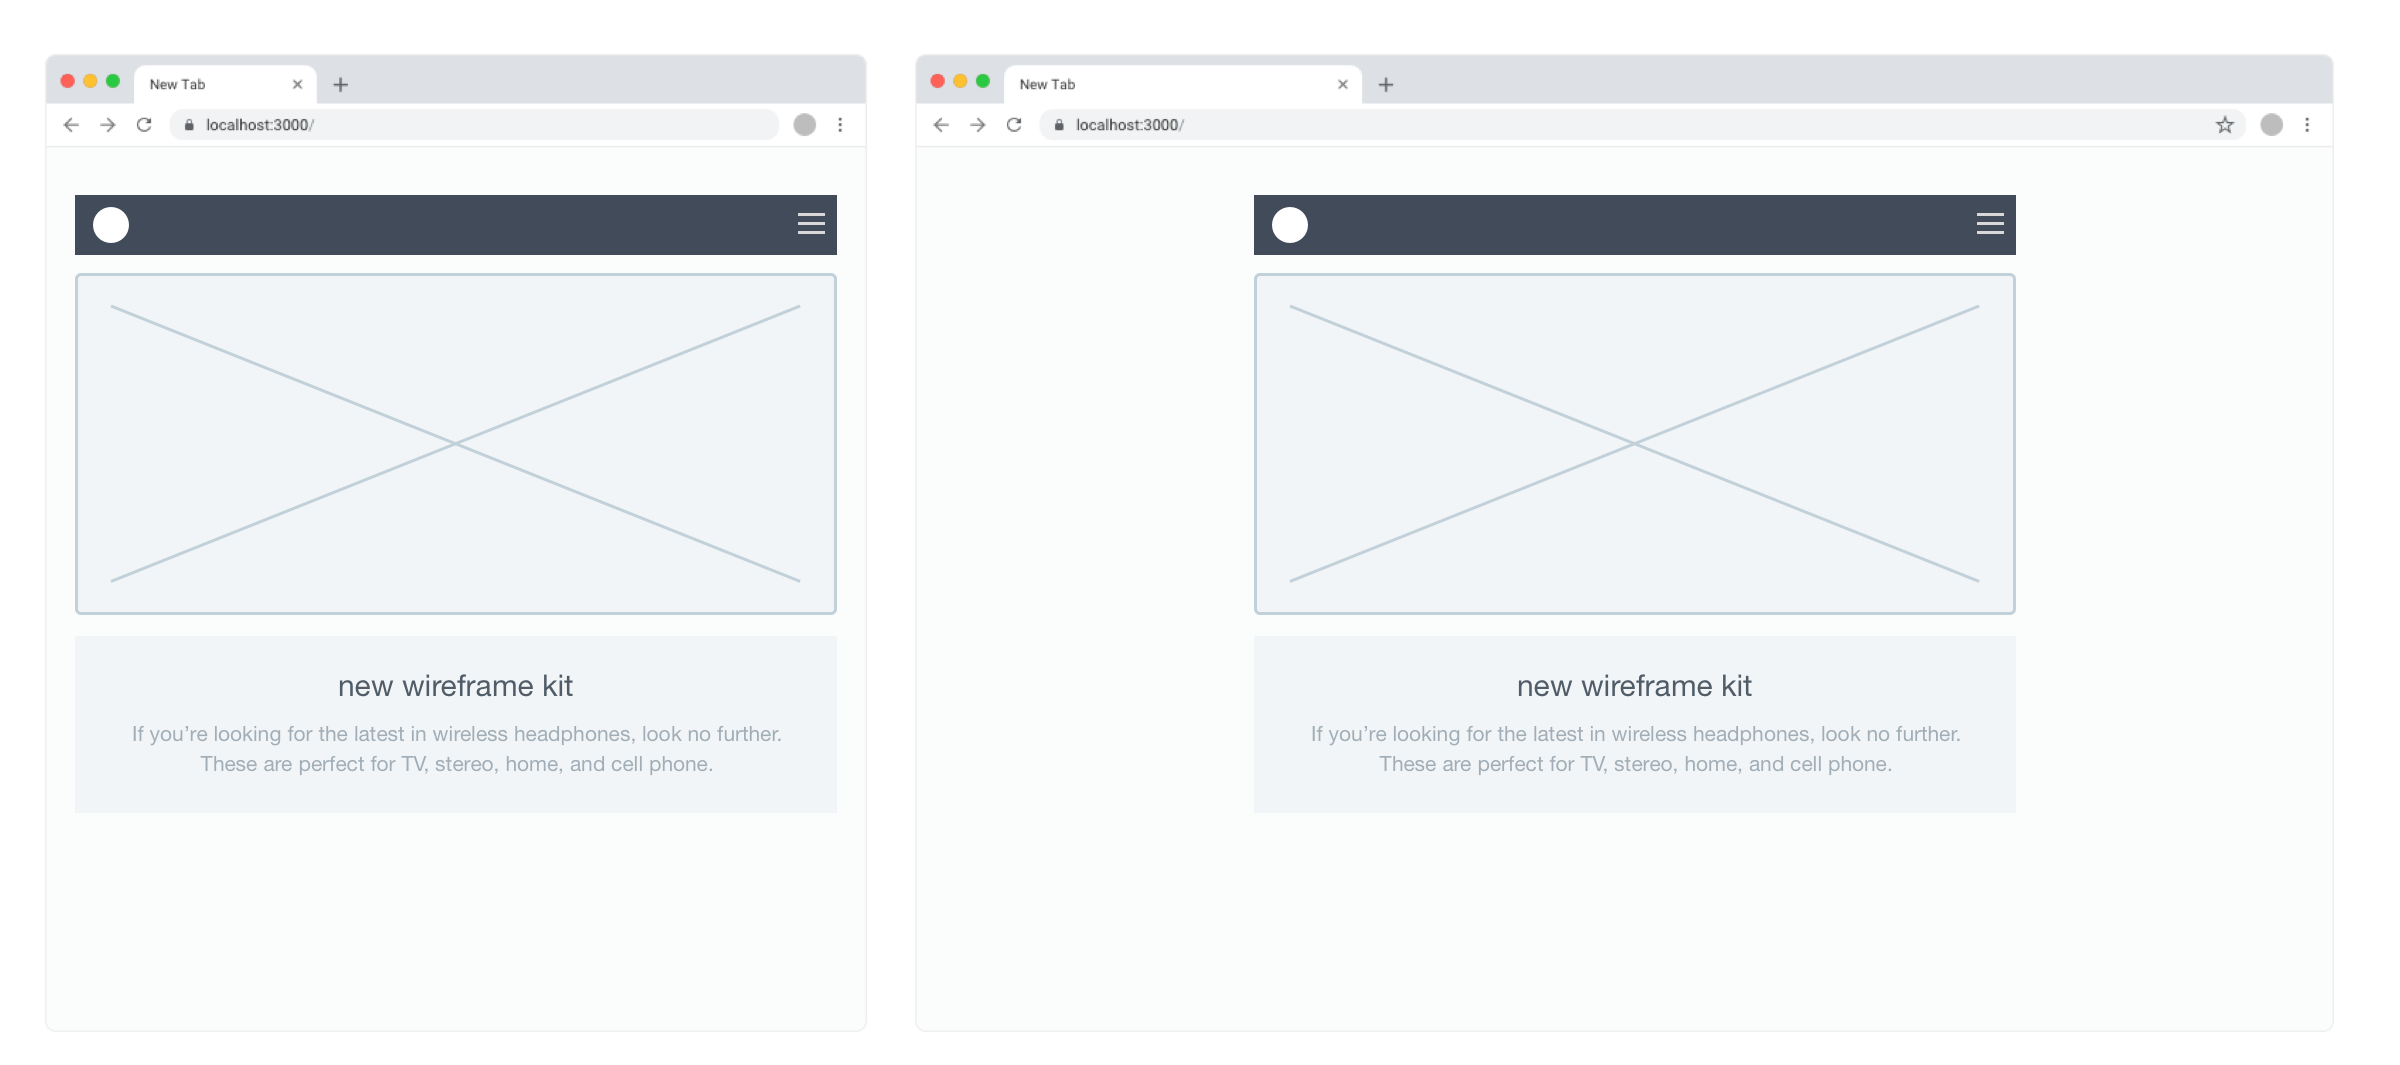 New Tab
localhost:3000/
new wireframe kit
If you’re looking for the latest in wireless headphones, look no further.
These are perfect for TV, stereo, home, and cell phone.
New Tab
localhost:3000/
new wireframe kit
If you’re looking for the latest in wireless headphones, look no further.
These are perfect for TV, stereo, home, and cell phone.